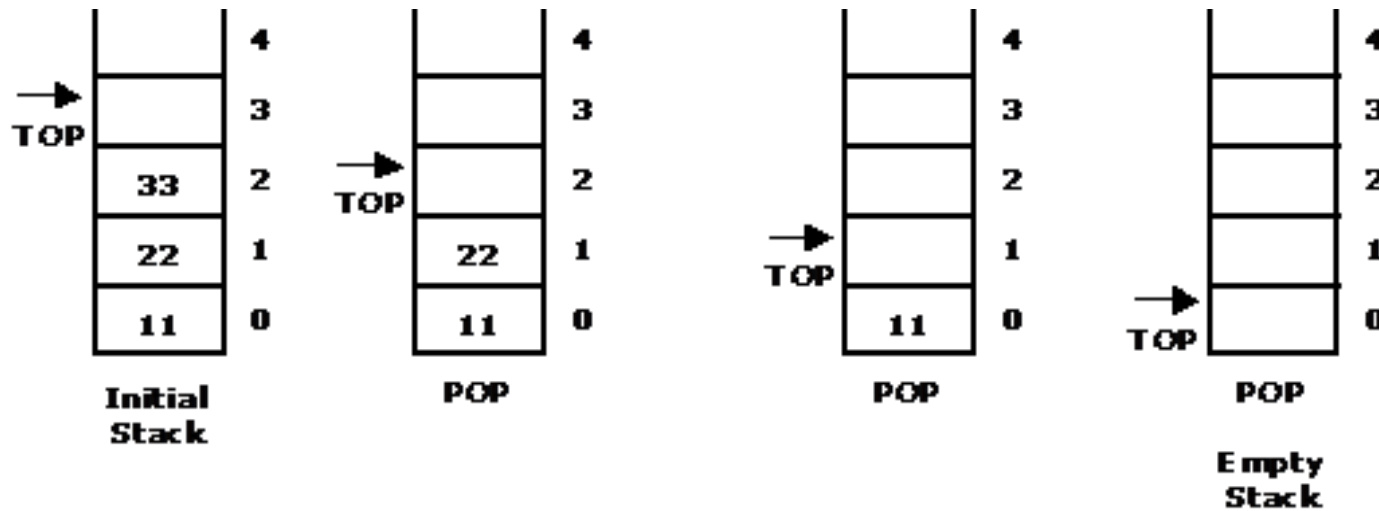 4 4 4 4
3 3 3 3
TOP
33 2 2 2 2
TOP
22 1 22 1 1 1
TOP
11 0 11 0 11 0 0
TOP
Initial
Stack
POP
POP
POP
Empty
Stack